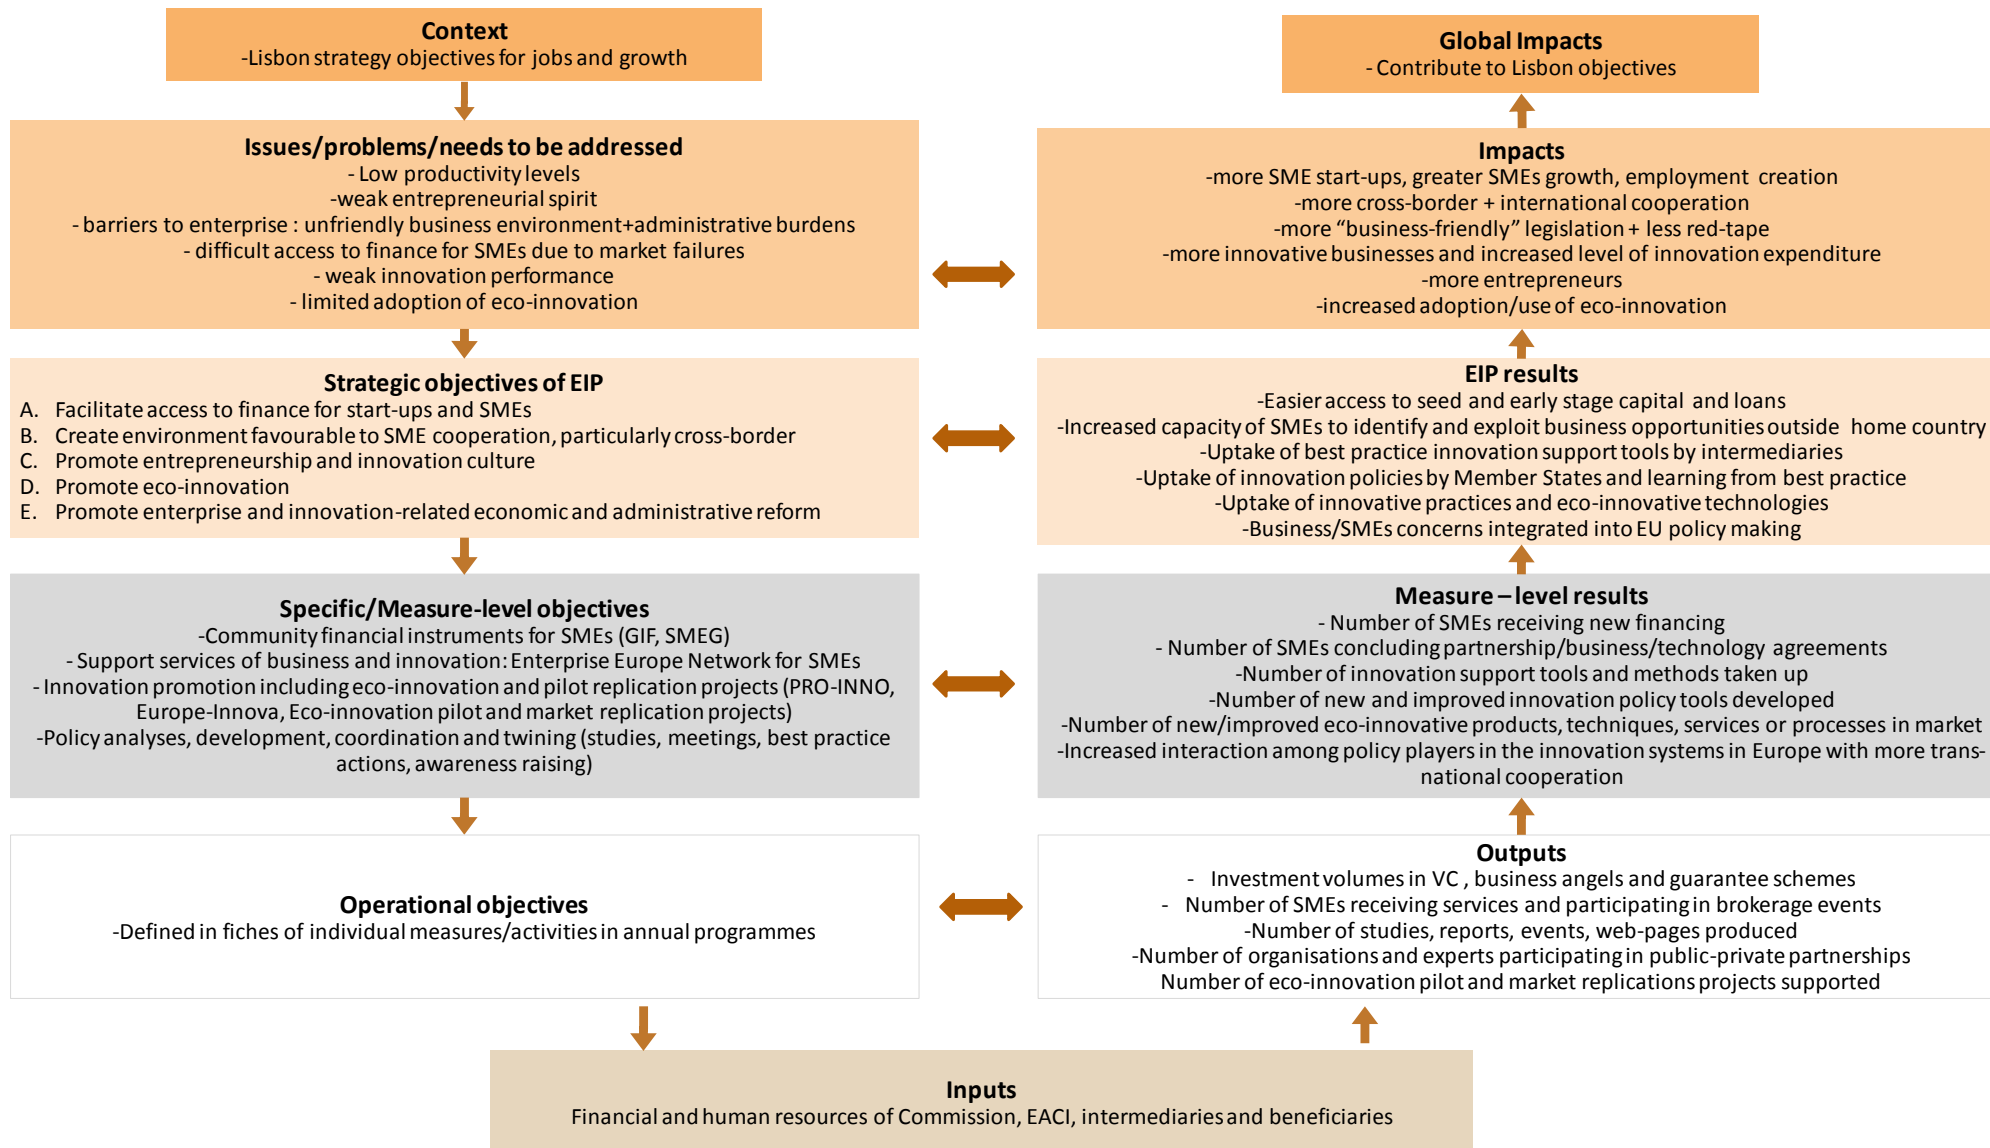 Context
-Lisbon strategy objectives for jobs and growth
Issues/problems/needs to be addressed
- Low productivity levels
-weak entrepreneurial spirit
- barriers to enterprise : unfriendly business environment+administrative burdens
- difficult access to finance for SMEs due to market failures
- weak innovation performance
- limited adoption of eco-innovation
Strategic objectives of EIP
A. Facilitate access to finance for start-ups and SMEs
B. Create environment favourable to SME cooperation, particularly cross-border
C. Promote entrepreneurship and innovation culture
D. Promote eco-innovation
E. Promote enterprise and innovation-related economic and administrative reform
Specific/Measure-level objectives
-Community financial instruments for SMEs (GIF, SMEG)
- Support services of business and innovation: Enterprise Europe Network for SMEs
- Innovation promotion including eco-innovation and pilot replication projects (PRO-INNO,
Europe-Innova, Eco-innovation pilot and market replication projects)
-Policy analyses, development, coordination and twining (studies, meetings, best practice
actions, awareness raising)
Operational objectives
-Defined in fiches of individual measures/activities in annual programmes
Global Impacts
- Contribute to Lisbon objectives
Impacts
-more SME start-ups, greater SMEs growth, employment creation
-more cross-border + international cooperation
-more “business-friendly” legislation + less red-tape
-more innovative businesses and increased level of innovation expenditure
-more entrepreneurs
-increased adoption/use of eco-innovation
EIP results
-Easier access to seed and early stage capital and loans
-Increased capacity of SMEs to identify and exploit business opportunities outside home country
-Uptake of best practice innovation support tools by intermediaries
-Uptake of innovation policies by Member States and learning from best practice
-Uptake of innovative practices and eco-innovative technologies
-Business/SMEs concerns integrated into EU policy making
Measure – level results
- Number of SMEs receiving new financing
- Number of SMEs concluding partnership/business/technology agreements
-Number of innovation support tools and methods taken up
-Number of new and improved innovation policy tools developed
-Number of new/improved eco-innovative products, techniques, services or processes in market
-Increased interaction among policy players in the innovation systems in Europe with more trans-
national cooperation
Outputs
- Investment volumes in VC , business angels and guarantee schemes
- Number of SMEs receiving services and participating in brokerage events
-Number of studies, reports, events, web-pages produced
-Number of organisations and experts participating in public-private partnerships
Number of eco-innovation pilot and market replications projects supported
Inputs
Financial and human resources of Commission, EACI, intermediaries and beneficiaries